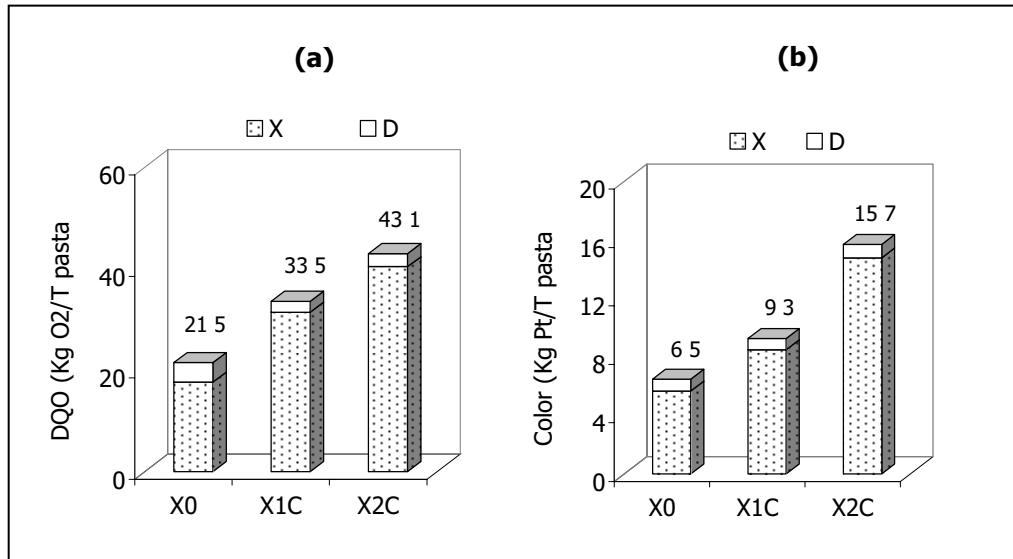 (a)
X D
60
40
20
0
DQO (Kg O2/T pasta
21 5
33 5
43 1
X0 X1C X2C
(b)
X D
20
16
12
8
4
0
Color (Kg Pt/T pasta
6 5
9 3
15 7
X0 X1C X2C